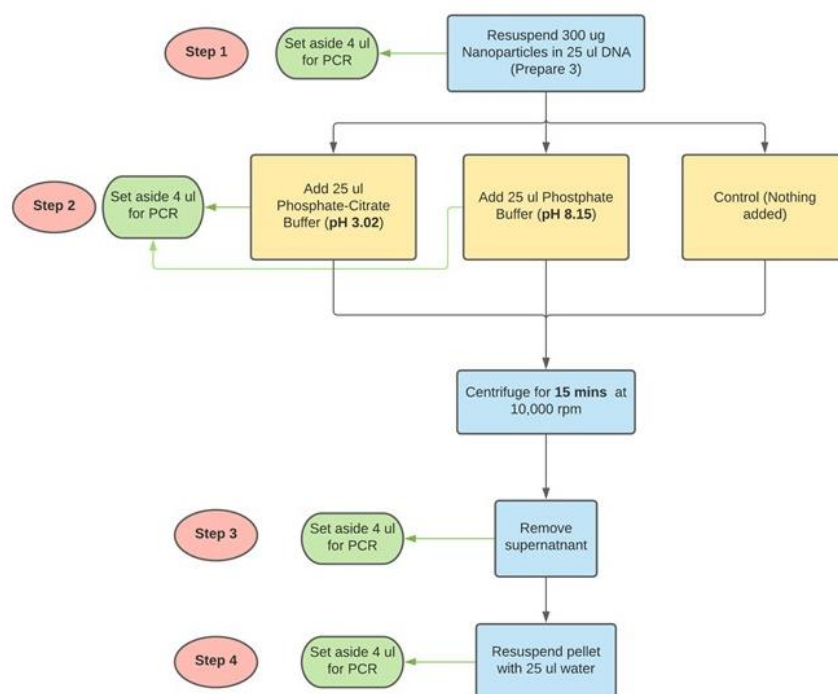 Step 1
Set aside 4 ul
for PCR
Resuspend 300 ug
Nanoparticles in 25 ul DNA
(Prepare 3)
Step 2
Set aside 4 ul
for PCR
Add 25 ul
Phosphate-Citrate
Buffer (pH 3.02)
Add 25 ul Phostphate
Buffer (pH 8.15)
Control (Nothing
added)
Centrifuge for 15 mins at
10,000 rpm
Step 3
Set aside 4 ul
for PCR
Remove
supernatnant
Step 4
Set aside 4 ul
for PCR
Resuspend pellet
with 25 ul water